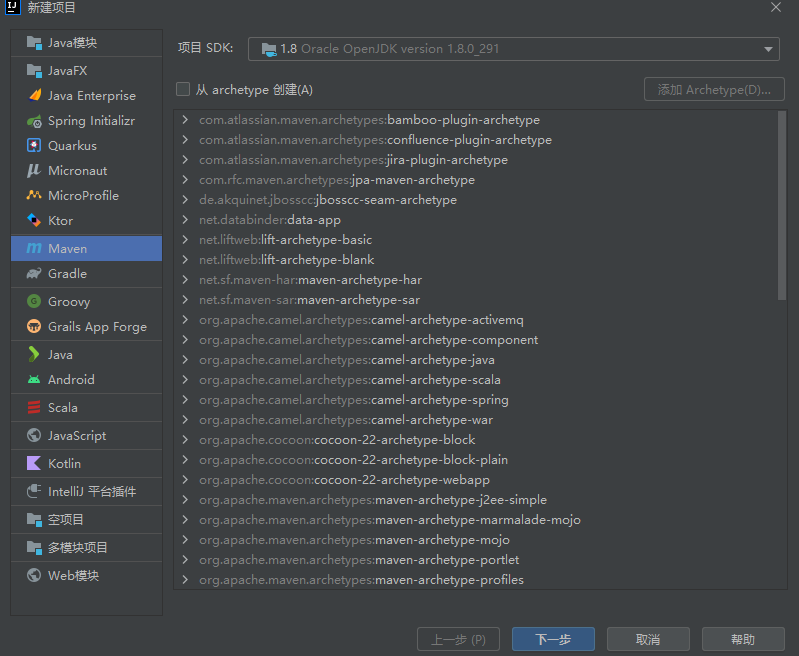 新建项目
Java模块
JavaFX
Java Enterprise
Spring Initializr
Quarkus
Micronaut
MicroProfile
Ktor
Maven
Gradle
Groovy
Grails App Forge
Java
Android
Scala
JavaScript
Kotlin
IntelliJ 平台插件
空项目
多模块项目
Web模块
项目 SDK: 1.8 Oracle OpenJDK version 1.8.0_291
从 archetype 创建(A) 添加 Archetype(D)...
com.atlassian.maven.archetypes:bamboo-plugin-archetype
com.atlassian.maven.archetypes:confluence-plugin-archetype
com.atlassian.maven.archetypes:jira-plugin-archetype
com.rfc.maven.archetypes:jpa-maven-archetype
de.akquinet.jbosscc:jbosscc-seam-archetype
net.databinder:data-app
net.liftweb:lift-archetype-basic
net.liftweb:lift-archetype-blank
net.sf.maven-har:maven-archetype-har
net.sf.maven-sar:maven-archetype-sar
org.apache.camel.archetypes:camel-archetype-activemq
org.apache.camel.archetypes:camel-archetype-component
org.apache.camel.archetypes:camel-archetype-java
org.apache.camel.archetypes:camel-archetype-scala
org.apache.camel.archetypes:camel-archetype-spring
org.apache.camel.archetypes:camel-archetype-war
org.apache.cocoon:cocoon-22-archetype-block
org.apache.cocoon:cocoon-22-archetype-block-plain
org.apache.cocoon:cocoon-22-archetype-webapp
org.apache.maven.archetypes:maven-archetype-j2ee-simple
org.apache.maven.archetypes:maven-archetype-marmalade-mojo
org.apache.maven.archetypes:maven-archetype-mojo
org.apache.maven.archetypes:maven-archetype-portlet
org.apache.maven.archetypes:maven-archetype-profiles
上一步 (P) 下一步 取消 帮助